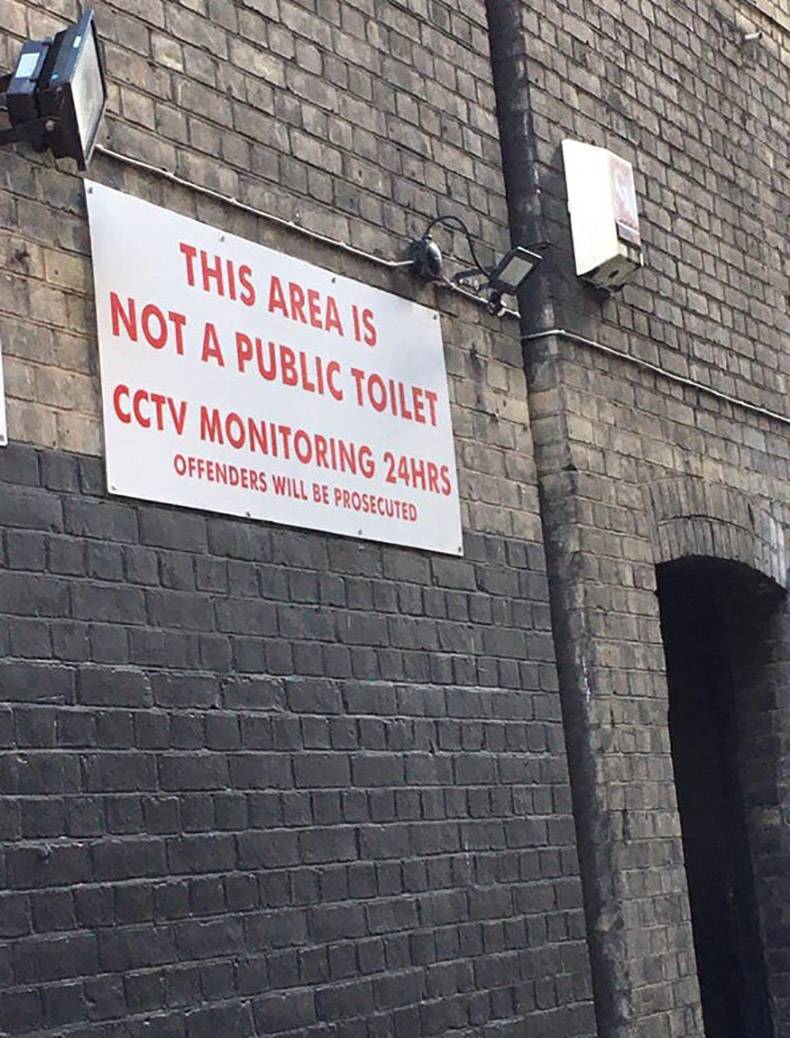 THIS AREA IS
NOT A PUBLIC TOILET
CCTV MONITORING 24HRS
OFFENDERS WILL BE PROSECUTED